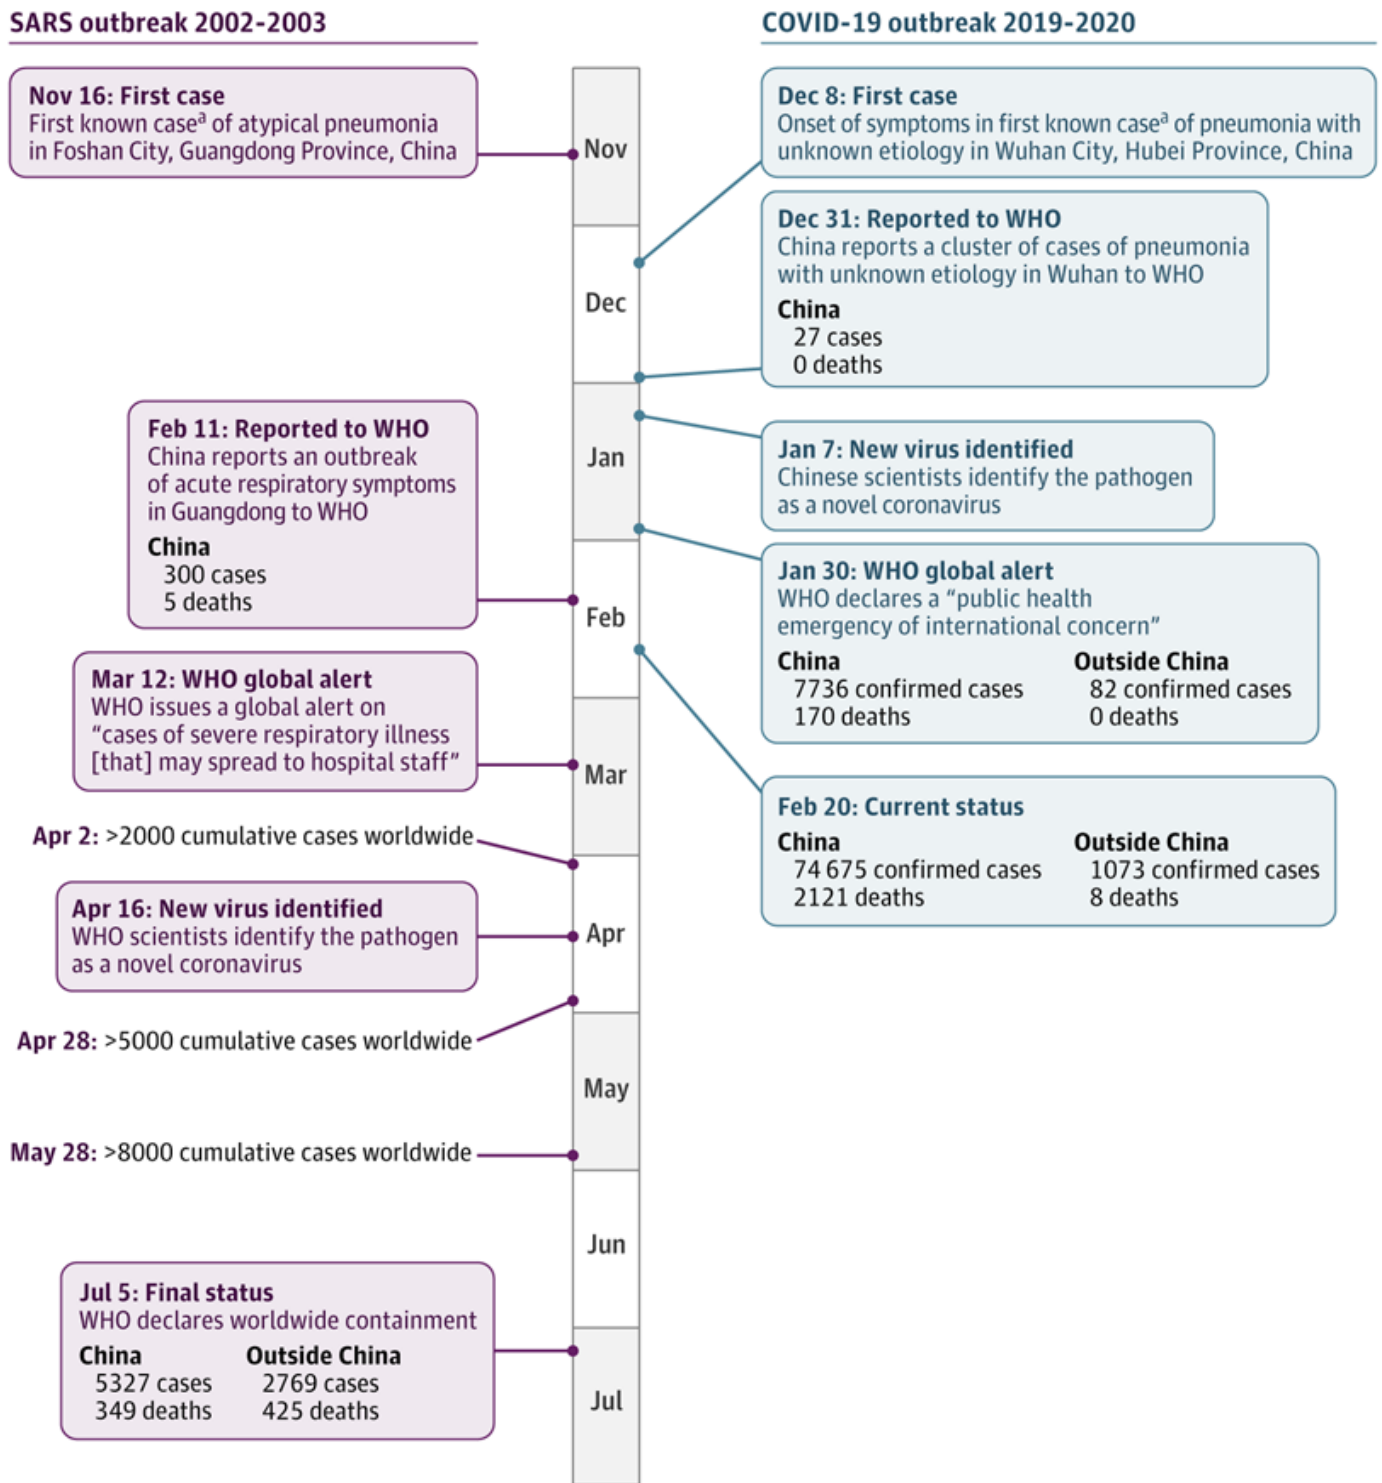 SARS outbreak 2002-2003
Nov 16: First case
First known caseª of atypical pneumonia
in Foshan City, Guangdong Province, China
Feb 11: Reported to WHO
China reports an outbreak
of acute respiratory symptoms
in Guangdong to WHO
China
300 cases
5 deaths
Mar 12: WHO global alert
WHO issues a global alert on
“cases of severe respiratory illness
[that] may spread to hospital staff”
Apr 2: >2000 cumulative cases worldwide
Apr 16: New virus identified
WHO scientists identify the pathogen
as a novel coronavirus
Apr 28: >5000 cumulative cases worldwide
May 28: >8000 cumulative cases worldwide
Jul 5: Final status
WHO declares worldwide containment
China Outside China
5327 cases 2769 cases
349 deaths 425 deaths
Nov
Dec
Jan
Feb
Mar
Apr
May
Jun
Jul
COVID-19 outbreak 2019-2020
Dec 8: First case
Onset of symptoms in first known caseª of pneumonia with
unknown etiology in Wuhan City, Hubei Province, China
Dec 31: Reported to WHO
China reports a cluster of cases of pneumonia
with unknown etiology in Wuhan to WHO
China
27 cases
0 deaths
Jan 7: New virus identified
Chinese scientists identify the pathogen
as a novel coronavirus
Jan 30: WHO global alert
WHO declares a “public health
emergency of international concern”
China Outside China
7736 confirmed cases 82 confirmed cases
170 deaths 0 deaths
Feb 20: Current status
China Outside China
74 675 confirmed cases 1073 confirmed cases
2121 deaths 8 deaths